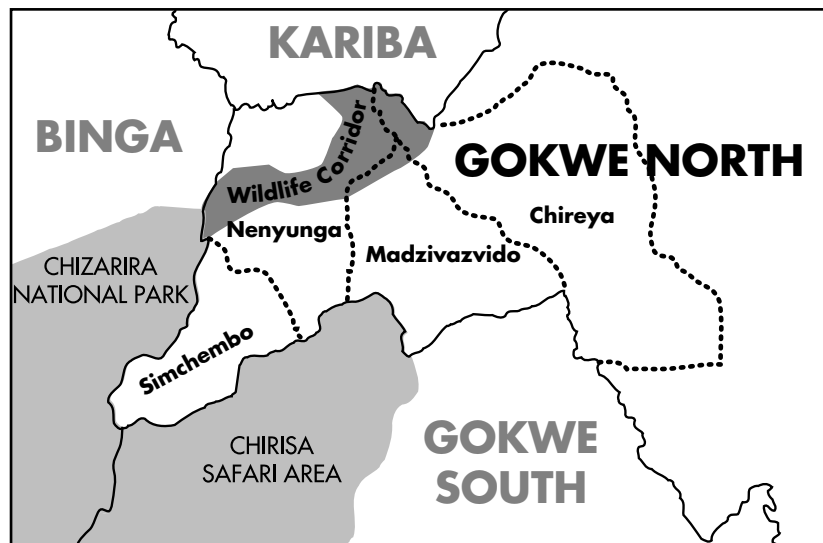 KARIBA
BINGA
Wildlife Corridor
GOKWE NORTH
Nenyunga
Chireya
Madzivazvido
CHIZARIRA
NATIONAL PARK
Simchembo
CHIRISA
SAFARI AREA
GOKWE
SOUTH